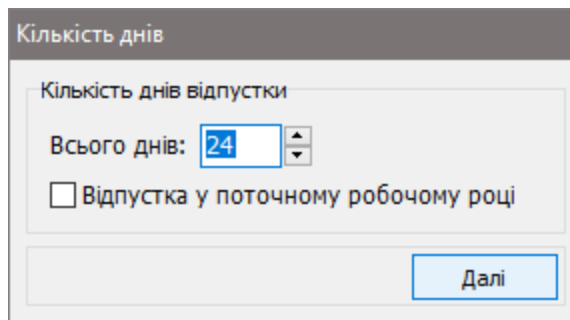 Кількість днів
Кількість днів відпустки
Всього днів: 24
Відпустка у поточному робочому році
Далі